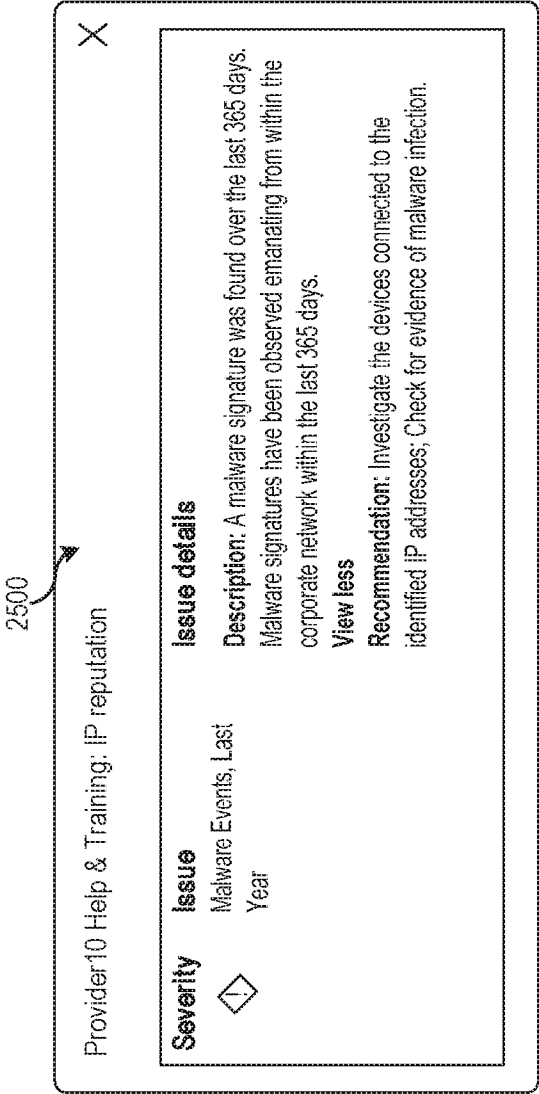 2500
Provider10 Help & Training: IP reputation
X
Severity Issue Issue details
!
Malware Events, Last
Year
Description: A malware signature was found over the last 365 days.
Malware signatures have been observed emanating from within the
corporate network within the last 365 days.
View less
Recommendation: Investigate the devices connected to the
identified IP addresses; Check for evidence of malware infection.